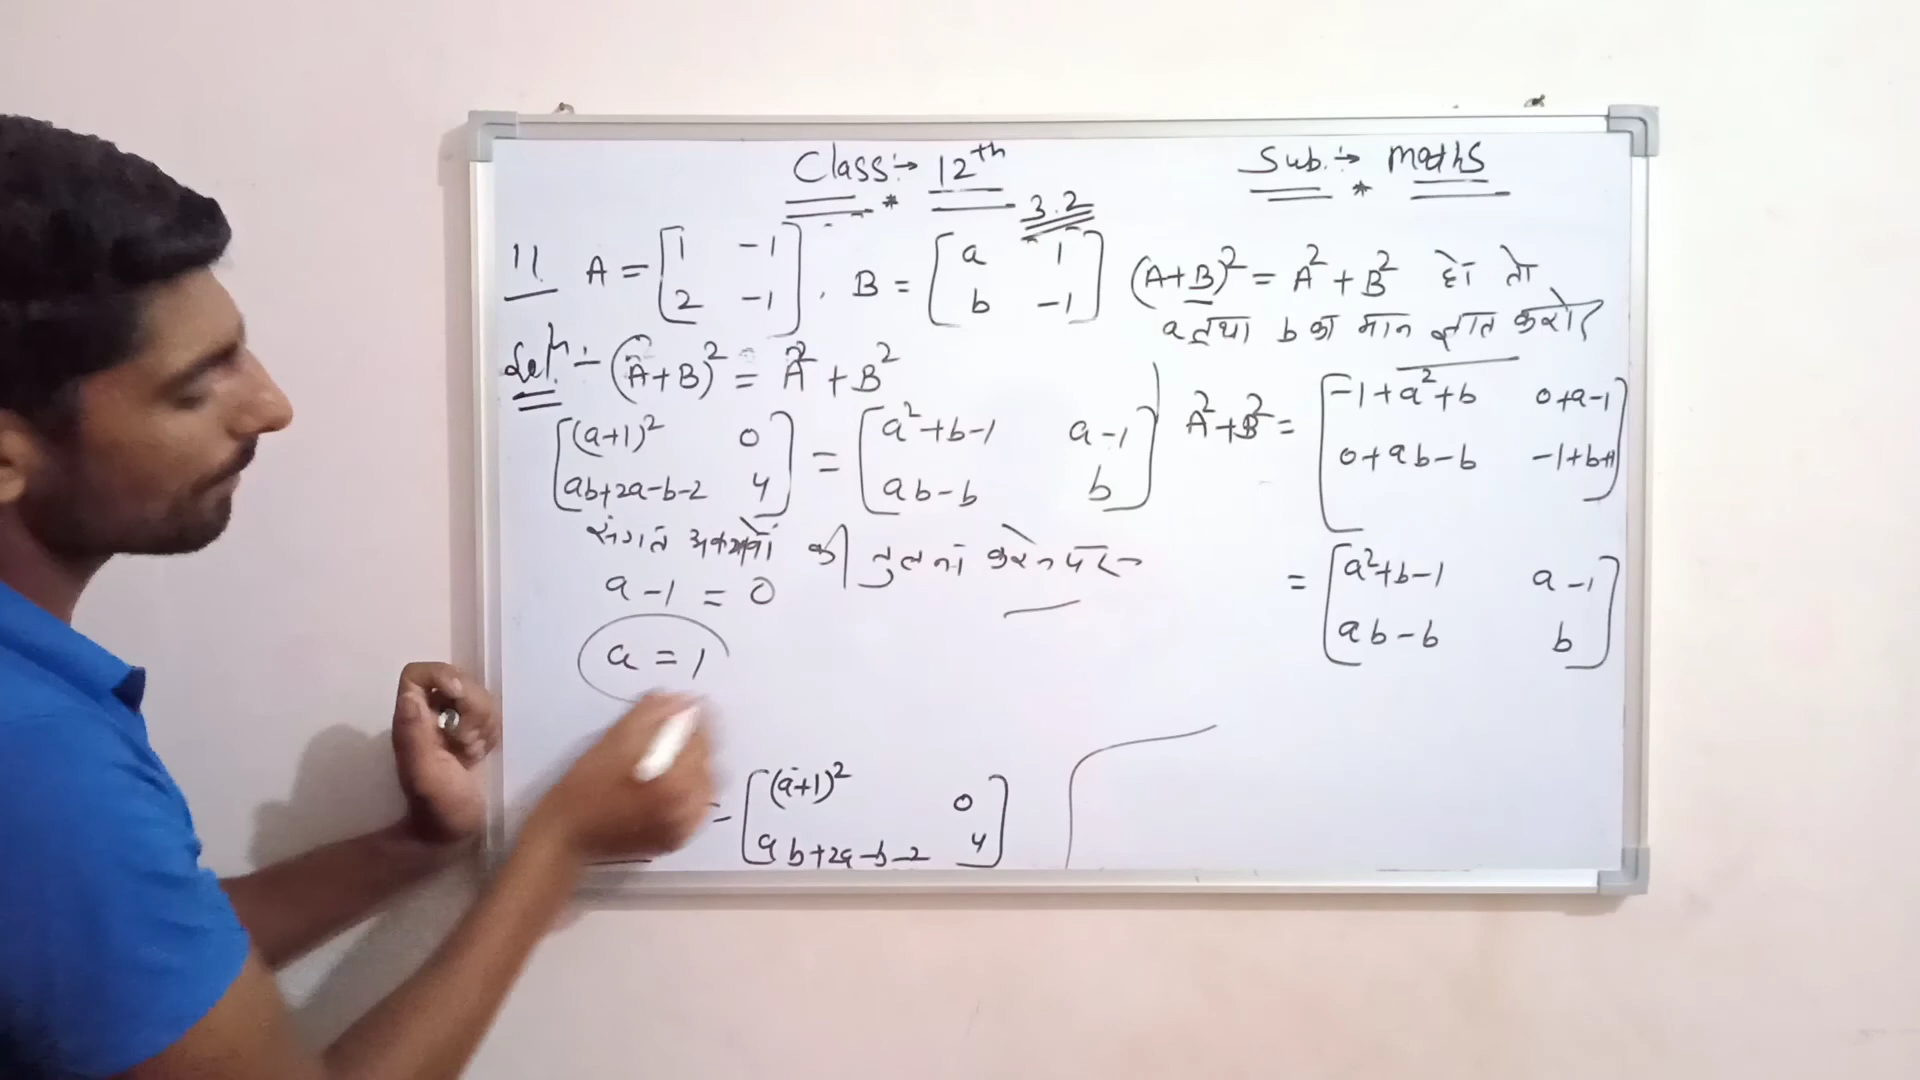 Class:→ 12th Sub.:→ maths
3.2
11. A = [1 -1 2 -1], B = [a 1 b -1] (A+B)² = A² + B² हो तो
a तथा b का मान ज्ञात करो?
Solⁿ:- (A+B)² = A² + B²
[(a+1)² 0 ab+2a-b-2 4] = [a²+b-1 a-1 ab-b b]
संगत अवयवों की तुलना करने पर -
a-1 = 0
a = 1
= [(a+1)² 0 ab+2a-b-2 4]
A²+B² = [-1+a²+b 0+a-1 0+ab-b -1+b+1]
= [a²+b-1 a-1 ab-b b]